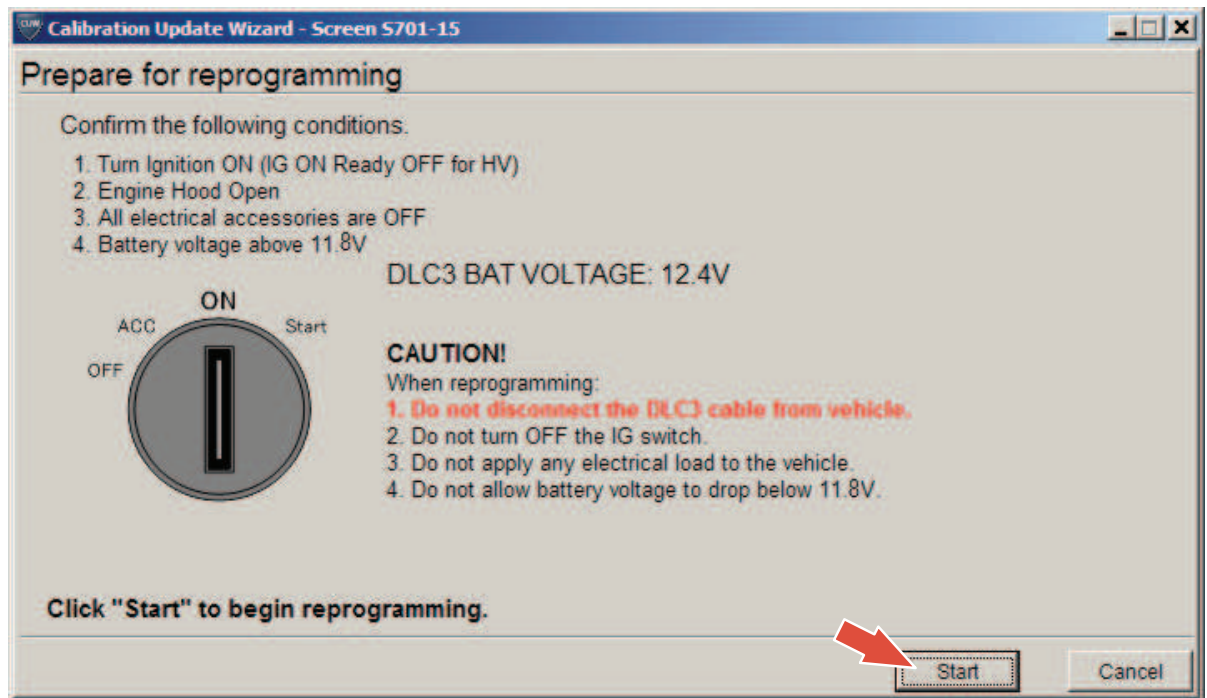 CUW Calibration Update Wizard - Screen S701-15
Prepare for reprogramming
Confirm the following conditions.
1. Turn Ignition ON (IG ON Ready OFF for HV)
2. Engine Hood Open
3. All electrical accessories are OFF
4. Battery voltage above 11.8V
DLC3 BAT VOLTAGE: 12.4V
ON
ACC
Start
OFF
CAUTION!
When reprogramming:
1. Do not disconnect the DLC3 cable from vehicle.
2. Do not turn OFF the IG switch.
3. Do not apply any electrical load to the vehicle.
4. Do not allow battery voltage to drop below 11.8V.
Click "Start" to begin reprogramming.
Start
Cancel